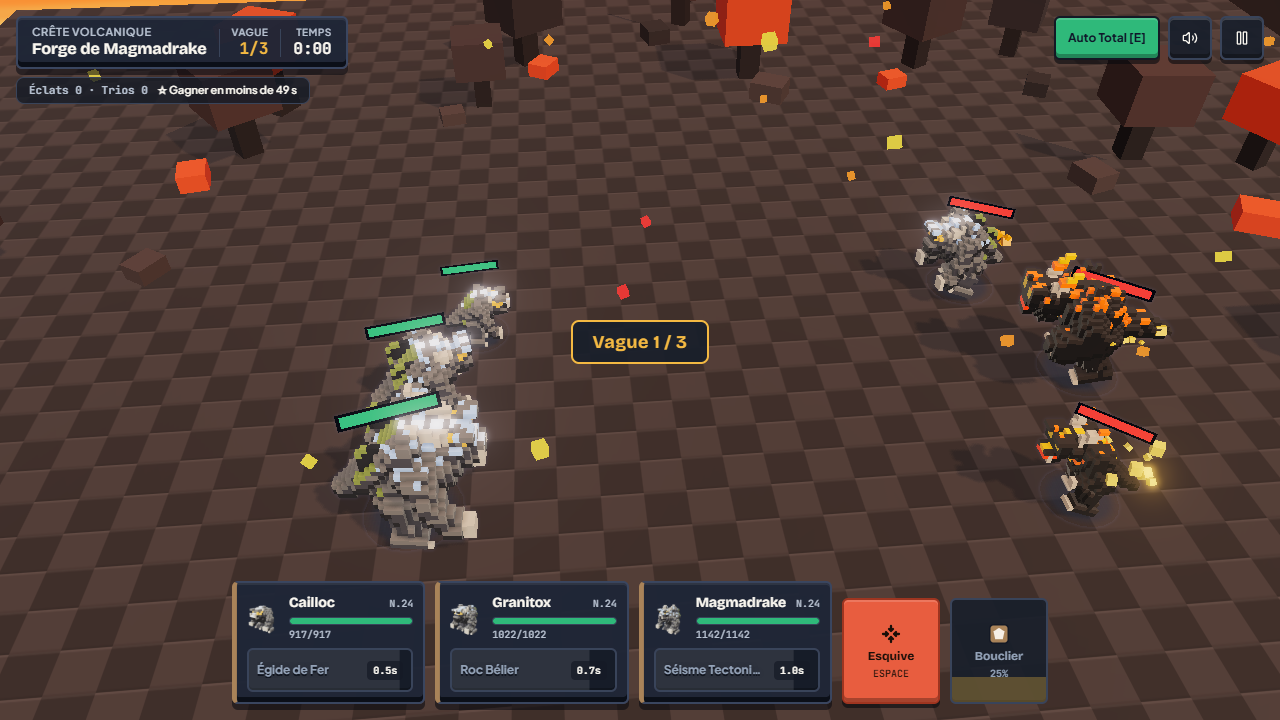 CRÊTE VOLCANIQUE
Forge de Magmadrake
VAGUE
1/3
TEMPS
0:00
Éclats 0 · Trios 0 ★ Gagner en moins de 49 s
Auto Total [E]
Vague 1 / 3
Cailloc N.24
917/917
Égide de Fer 0.5s
Granitox N.24
1022/1022
Roc Bélier 0.7s
Magmadrake N.24
1142/1142
Séisme Tectoni… 1.0s
Esquive
ESPACE
Bouclier
25%